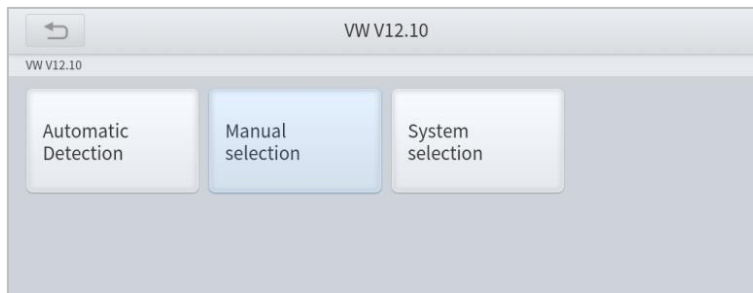 VW V12.10
VW V12.10
Automatic
Detection
Manual
selection
System
selection